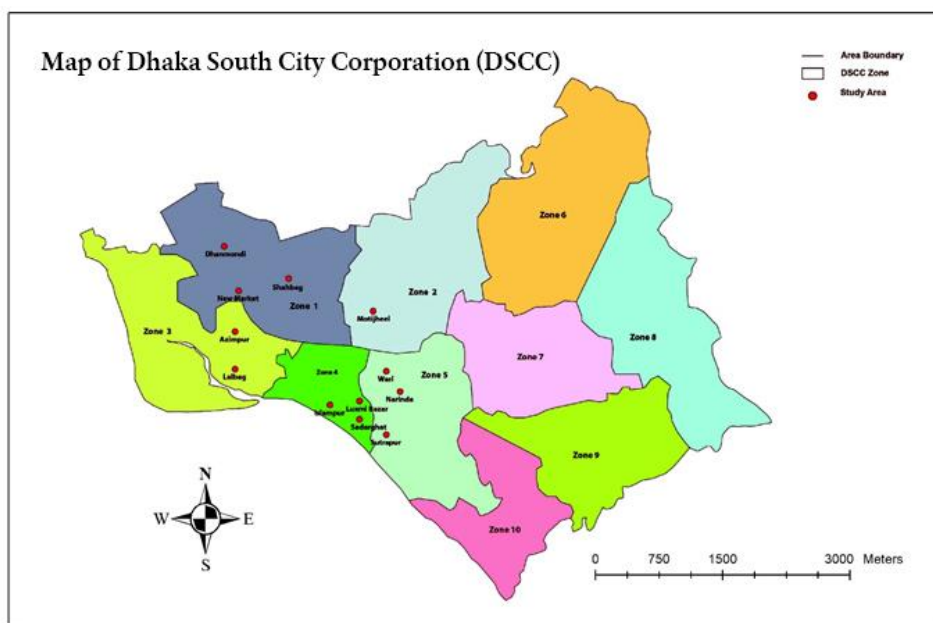 Map of Dhaka South City Corporation (DSCC)
Area Boundary
DSCC Zone
Study Area
Zone 6
Dhanmondi
Shahbag
New Market
Zone 1
Zone 2
Motijheel
Zone 3
Azimpur
Zone 8
Zone 7
Lalbag
Zone 4
Wari
Zone 5
Narinda
Islampur
Luxmi Bazar
Sadarghat
Sutrapur
Zone 9
Zone 10
N
W
E
S
0 750 1500 3000 Meters